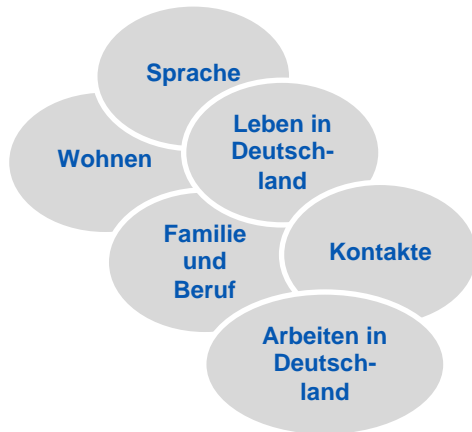 Sprache
Wohnen
Leben in
Deutsch-
land
Familie
und
Beruf
Kontakte
Arbeiten in
Deutsch-
land